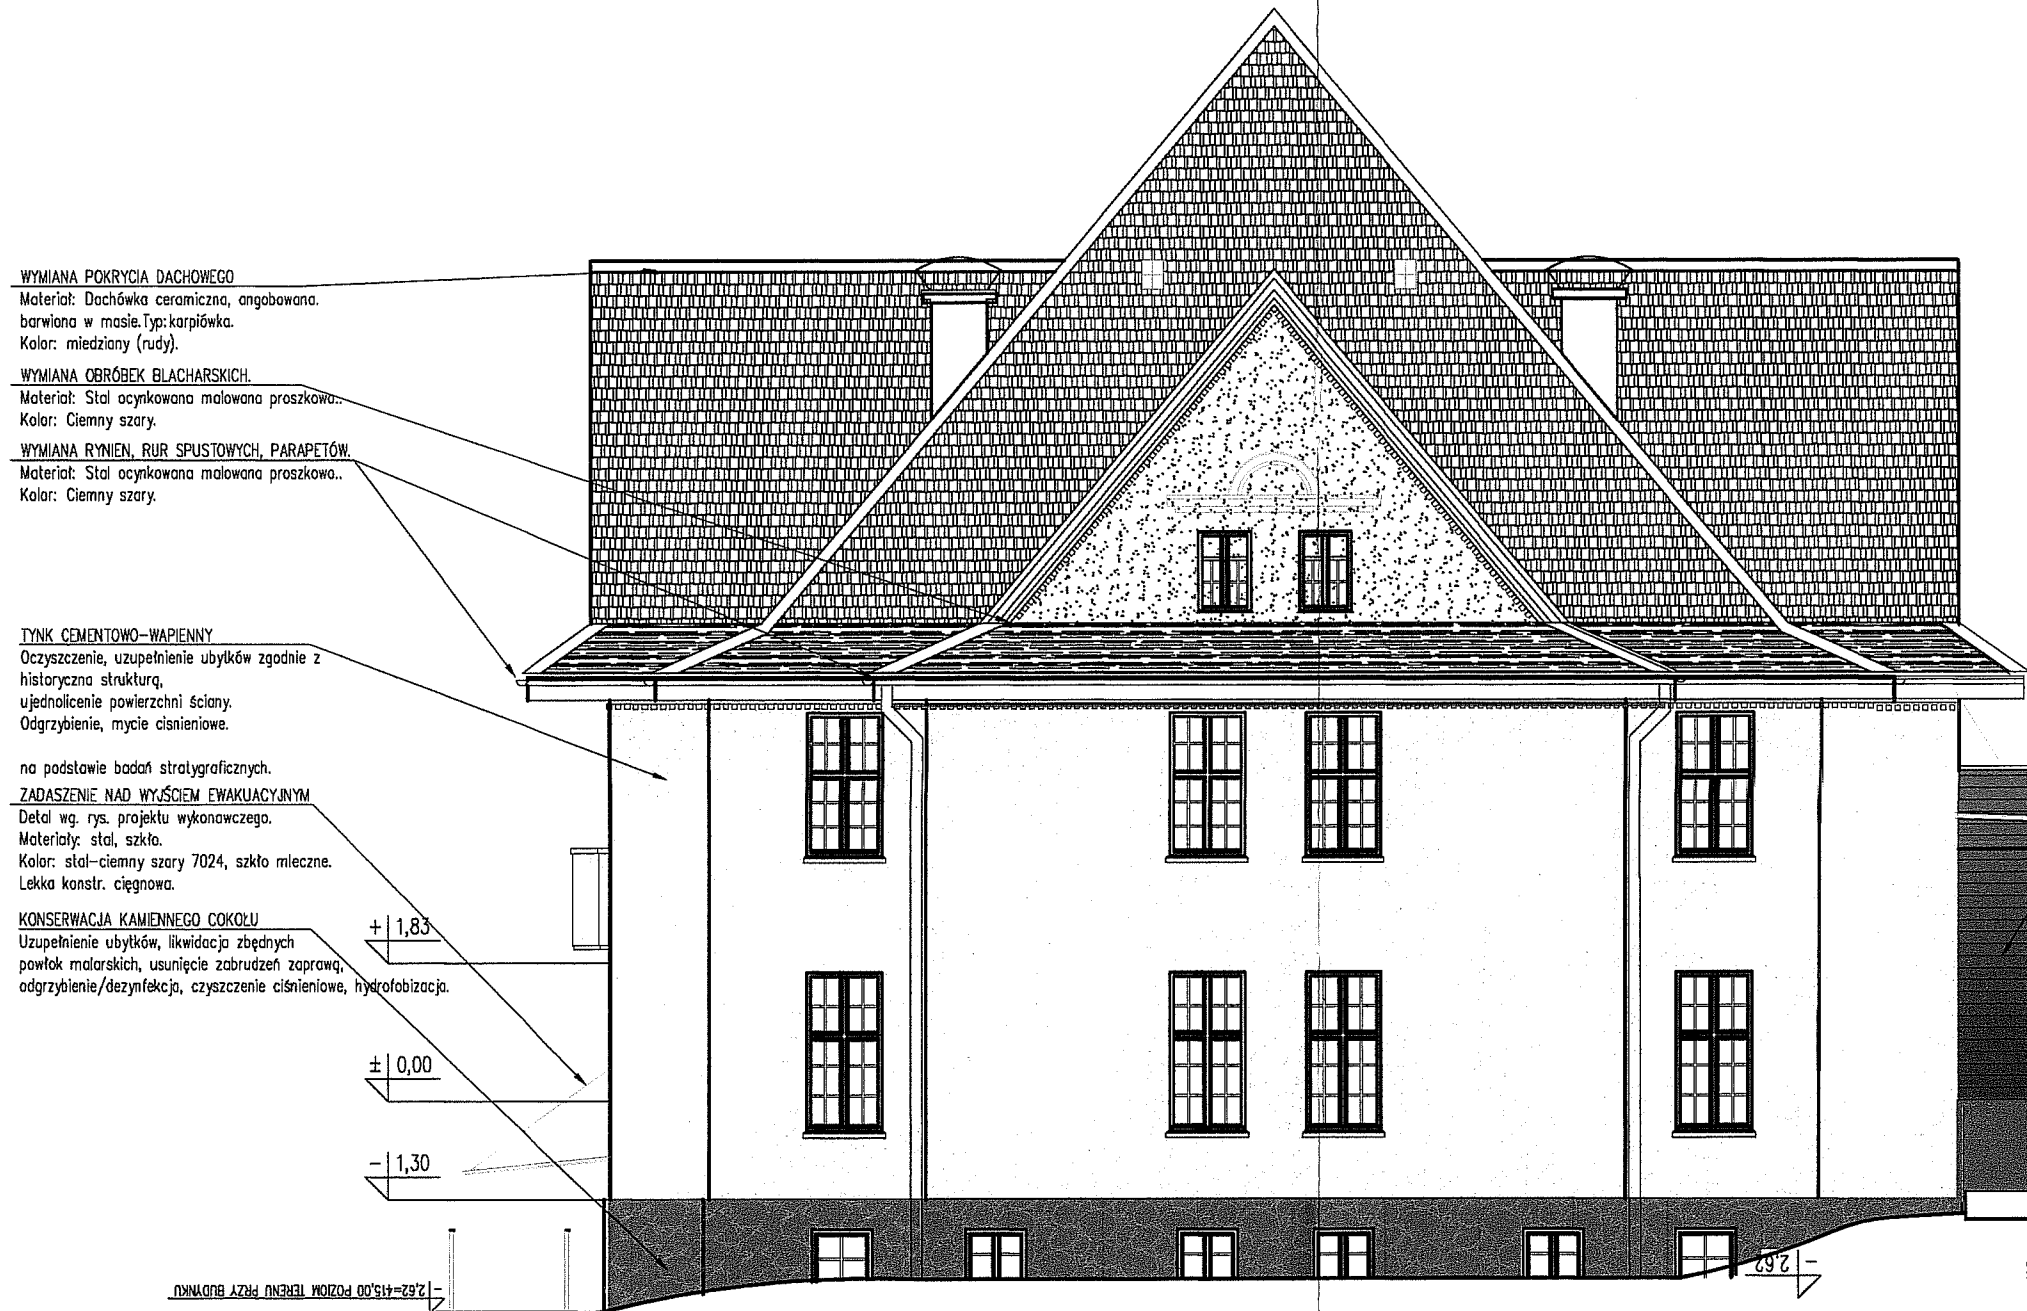 WYMIANA POKRYCIA DACHOWEGO
Materiał: Dachówka ceramiczna, angobowana.
barwiona w masie.Typ:karpiówka.
Kolor: miedziany (rudy).
WYMIANA OBRÓBEK BLACHARSKICH.
Materiał: Stal ocynkowana malowana proszkowo..
Kolor: Ciemny szary.
WYMIANA RYNIEN, RUR SPUSTOWYCH, PARAPETÓW.
Materiał: Stal ocynkowana malowana proszkowo..
Kolor: Ciemny szary.
TYNK CEMENTOWO-WAPIENNY
Oczyszczenie, uzupełnienie ubytków zgodnie z
historyczna strukturą,
ujednolicenie powierzchni ściany.
Odgrzybienie, mycie cisnieniowe.
na podstawie badań stratygraficznych.
ZADASZENIE NAD WYJŚCIEM EWAKUACYJNYM
Detal wg. rys. projektu wykonawczego.
Materiały: stal, szkło.
Kolor: stal-ciemny szary 7024, szkło mleczne.
Lekka konstr. cięgnowa.
KONSERWACJA KAMIENNEGO COKOŁU
Uzupełnienie ubytków, likwidacja zbędnych
powłok malarskich, usunięcie zabrudzeń zaprawą,
odgrzybienie/dezynfekcja, czyszczenie ciśnieniowe, hydrofobizacja.
+ 1,83
± 0,00
- 1,30
- 2,62=415,00 POZIOM TERENU PRZY BUDYNKU
- 2,62